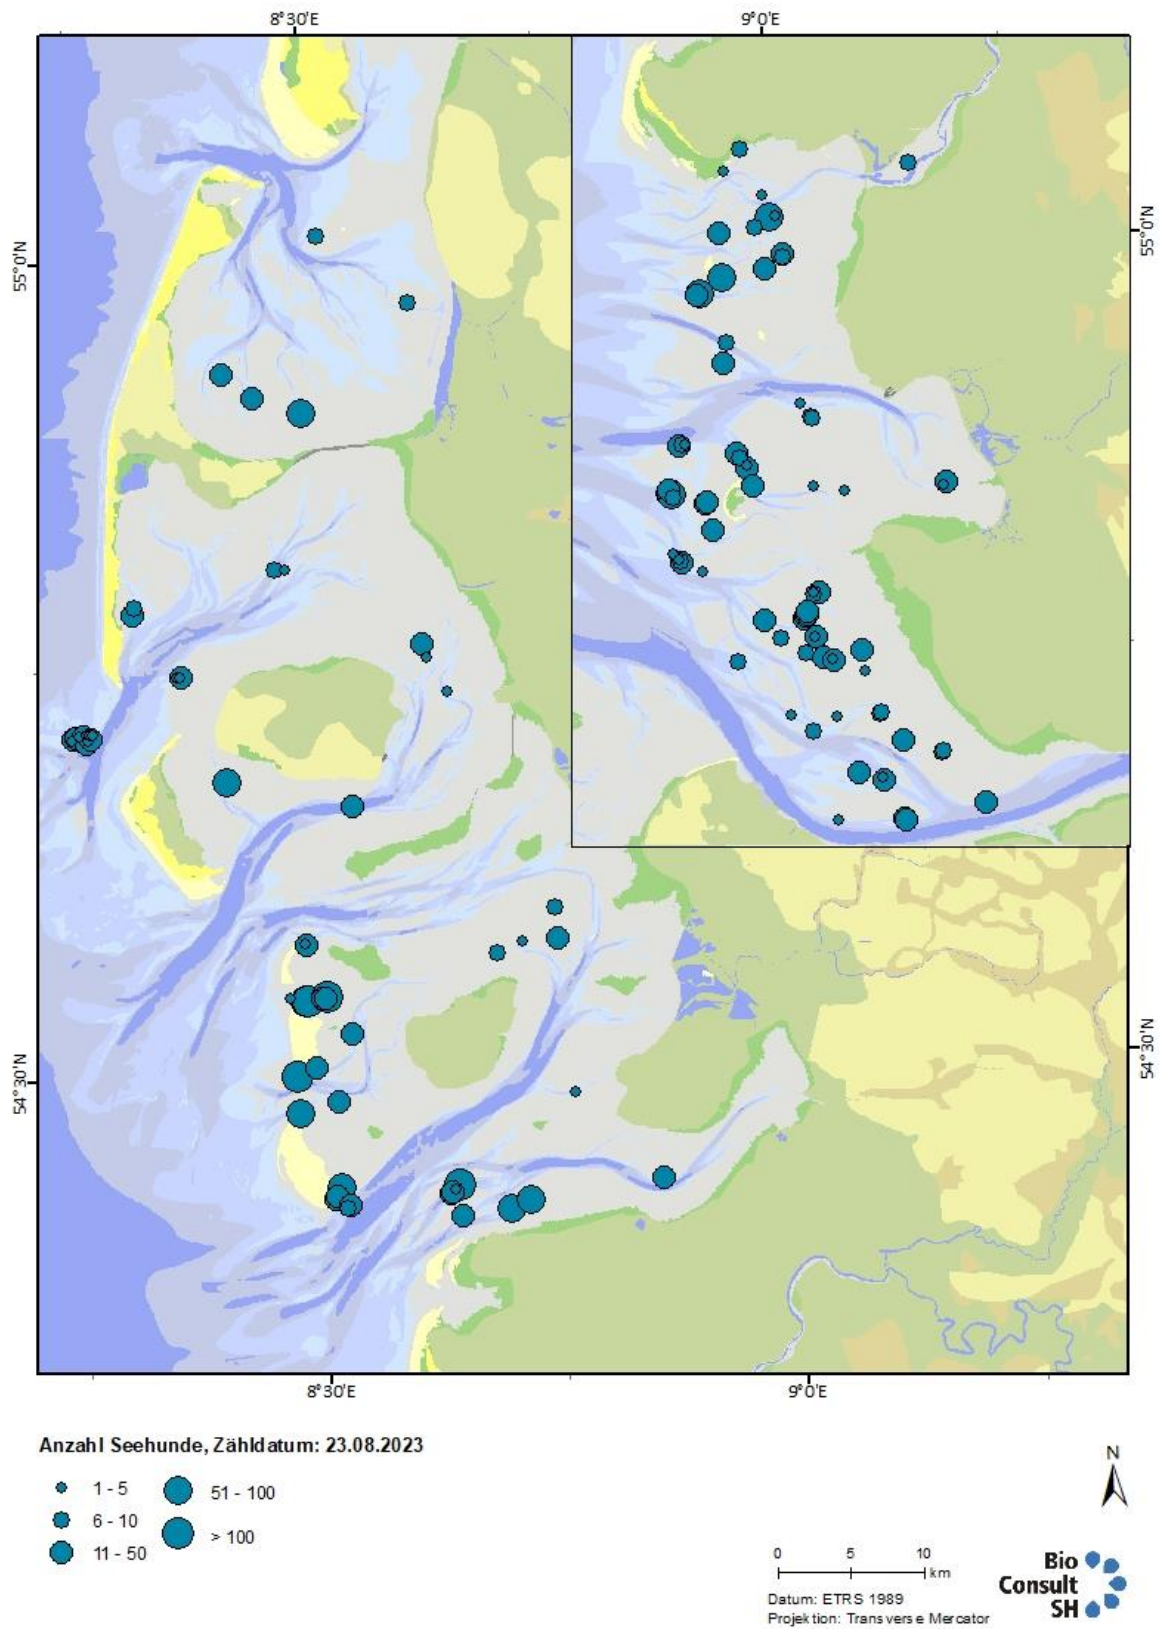 8°30'E
9°0'E
55°0'N
55°0'N
54°30'N
54°30'N
8°30'E
9°0'E
Anzahl Seehunde, Zähldatum: 23.08.2023
1 - 5
6 - 10
11 - 50
51 - 100
> 100
N
0 5 10
km
Datum: ETRS 1989
Projektion: Transverse Mercator
Bio
Consult
SH